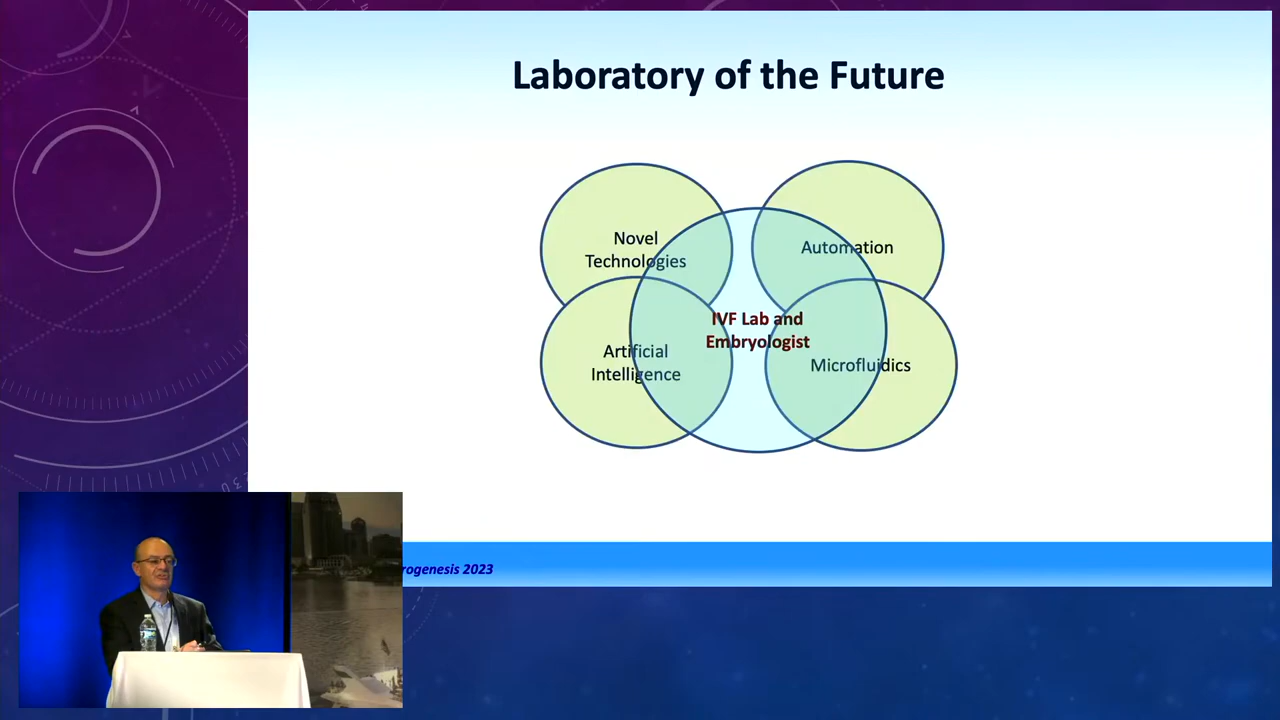 Laboratory of the Future
Novel
Technologies
Automation
IVF Lab and
Embryologist
Artificial
Intelligence
Microfluidics
rogenesis 2023